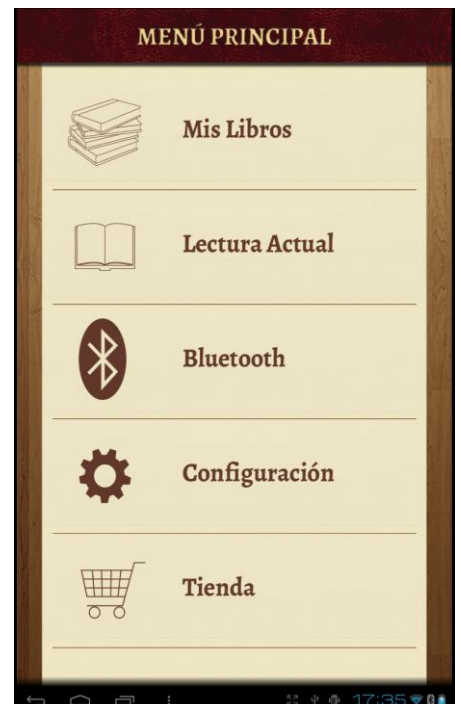 MENÚ PRINCIPAL
Mis Libros
Lectura Actual
Bluetooth
Configuración
Tienda
17:35